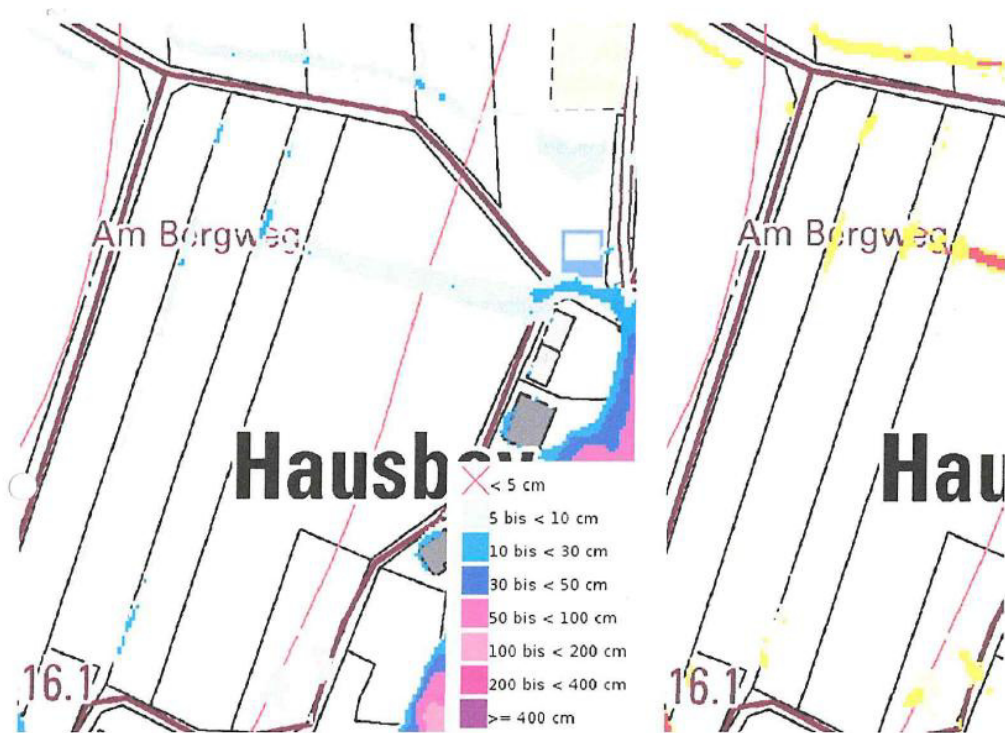 Am Bergweg
Hausbey
< 5 cm
5 bis < 10 cm
10 bis < 30 cm
30 bis < 50 cm
50 bis < 100 cm
100 bis < 200 cm
200 bis < 400 cm
>= 400 cm
16.1
Am Bergweg
Hau
16.1